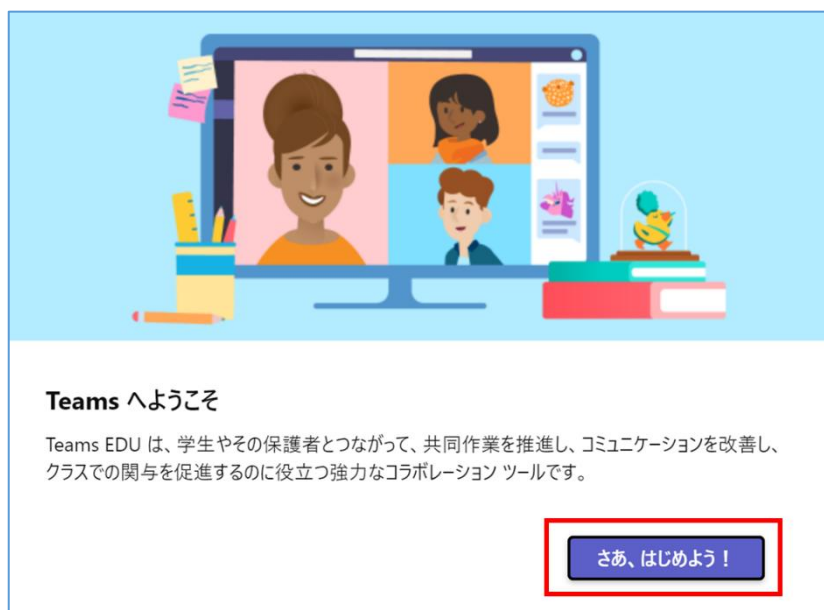 Teams へようこそ
Teams EDU は、学生やその保護者とつながって、共同作業を推進し、コミュニケーションを改善し、
クラスでの関与を促進するのに役立つ強力なコラボレーション ツールです。
さあ、はじめよう！